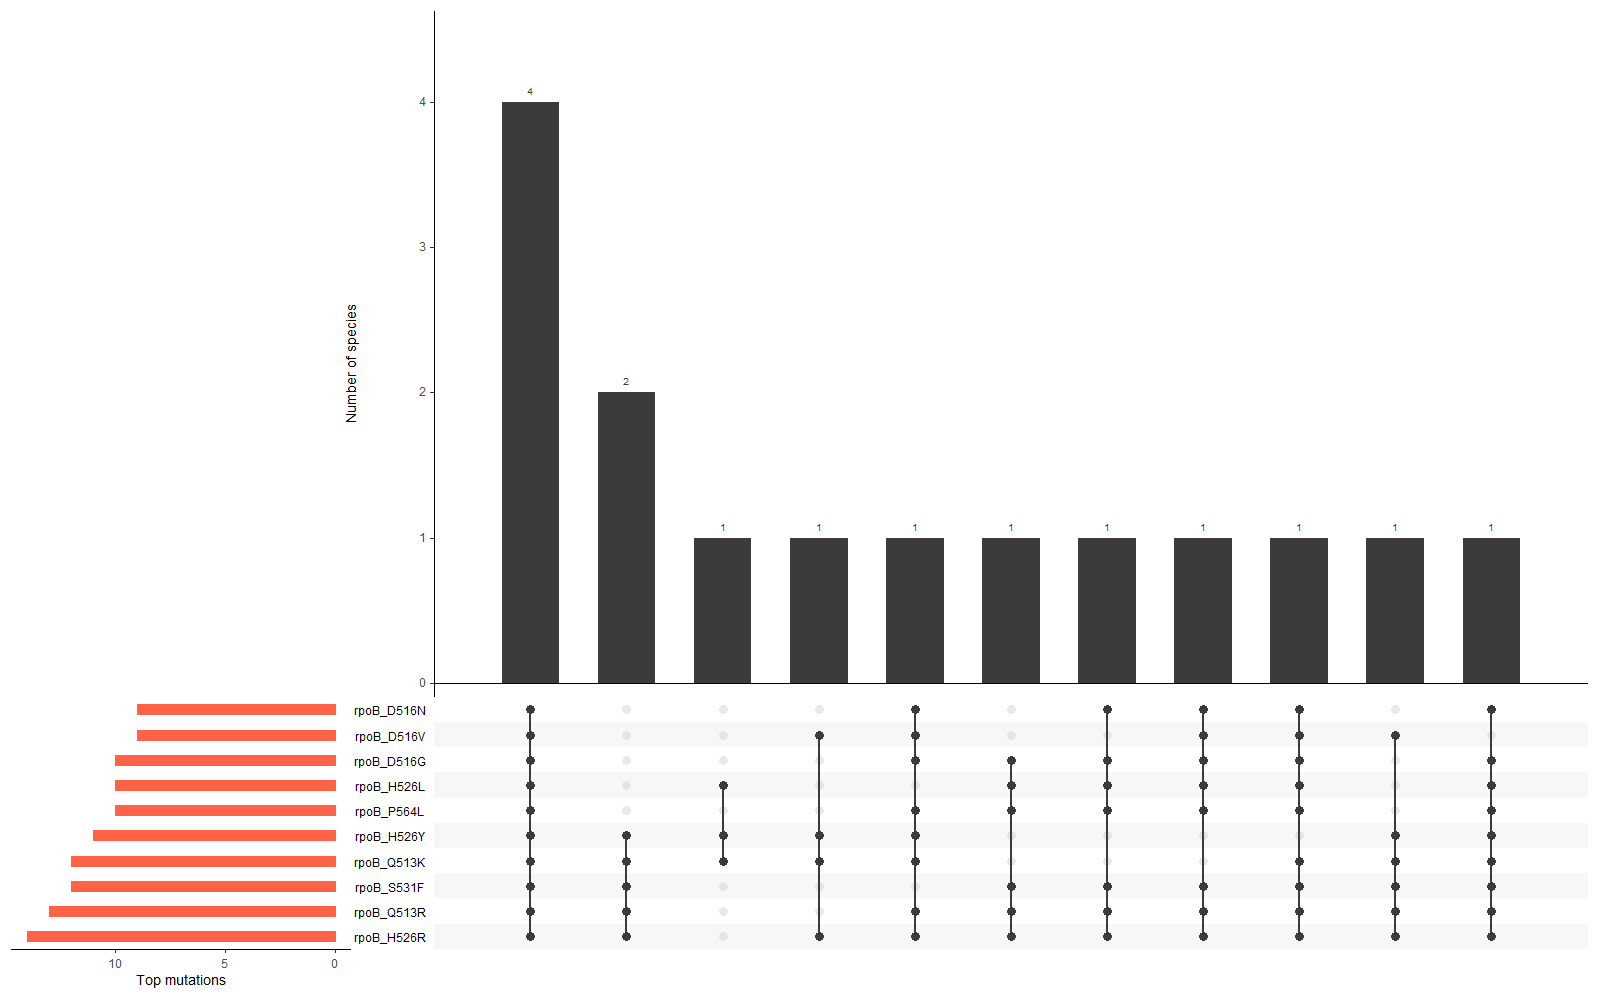 4
4
3
Number of species
2
2
1
1 1 1 1 1 1 1 1 1
0
rpoB_D516N
rpoB_D516V
rpoB_D516G
rpoB_H526L
rpoB_P564L
rpoB_H526Y
rpoB_Q513K
rpoB_S531F
rpoB_Q513R
rpoB_H526R
10 5 0
Top mutations